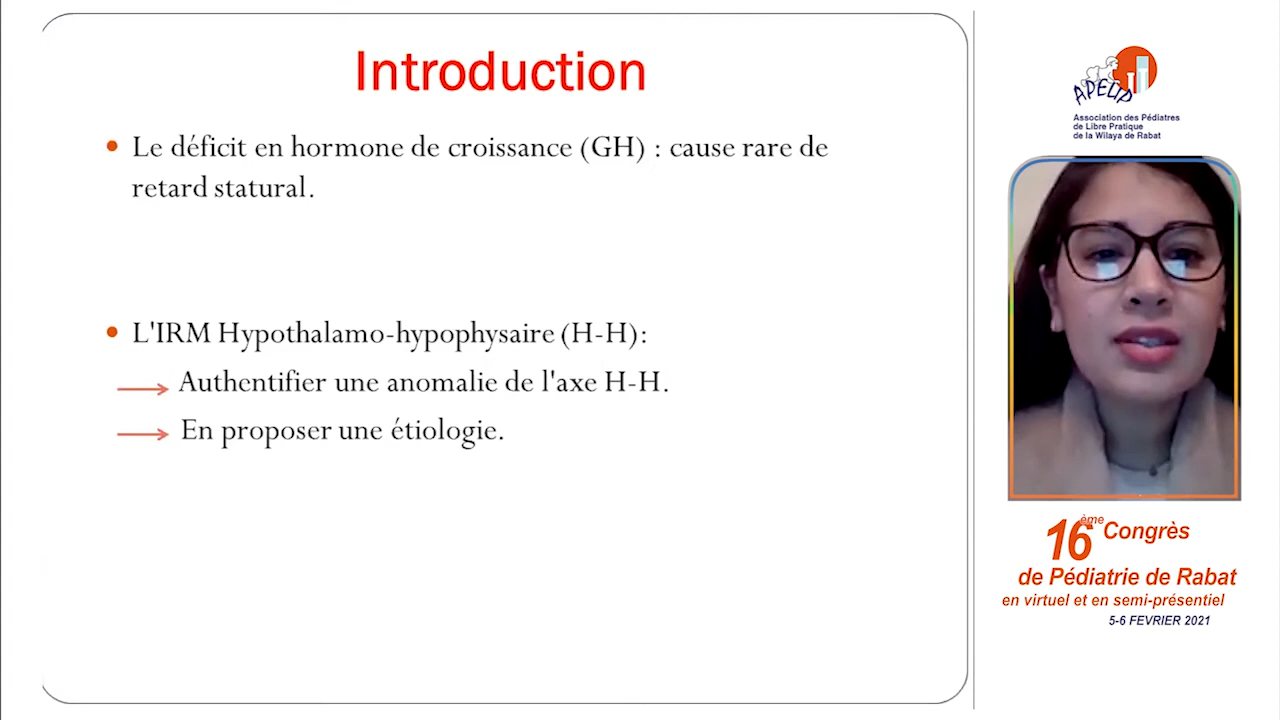 Introduction
Le déficit en hormone de croissance (GH) : cause rare de
retard statural.
L'IRM Hypothalamo-hypophysaire (H-H):
Authentifier une anomalie de l'axe H-H.
En proposer une étiologie.
APELIP
Association des Pédiatres
de Libre Pratique
de la Wilaya de Rabat
16ème Congrès
de Pédiatrie de Rabat
en virtuel et en semi-présentiel
5-6 FEVRIER 2021